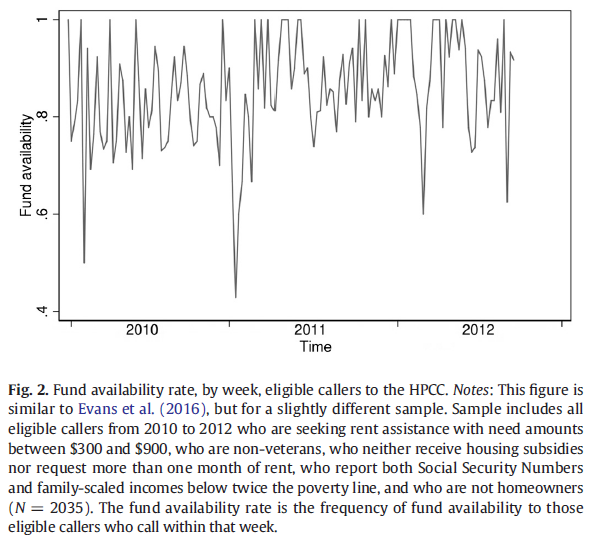 1
.8
.6
.4
Fund availability
2010 2011 2012
Time
Fig. 2. Fund availability rate, by week, eligible callers to the HPCC. Notes: This figure is
similar to Evans et al. (2016), but for a slightly different sample. Sample includes all
eligible callers from 2010 to 2012 who are seeking rent assistance with need amounts
between $300 and $900, who are non-veterans, who neither receive housing subsidies
nor request more than one month of rent, who report both Social Security Numbers
and family-scaled incomes below twice the poverty line, and who are not homeowners
(N = 2035). The fund availability rate is the frequency of fund availability to those
eligible callers who call within that week.